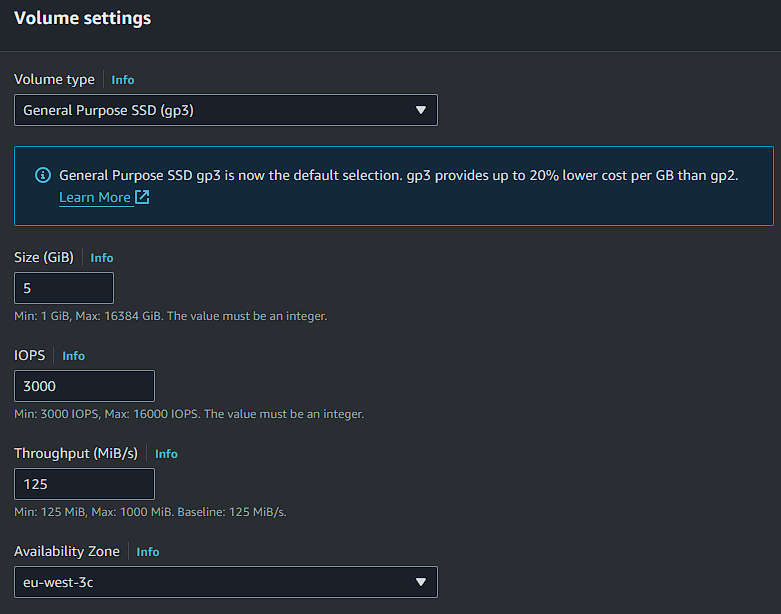 Volume settings
Volume type Info
General Purpose SSD (gp3)
General Purpose SSD gp3 is now the default selection. gp3 provides up to 20% lower cost per GB than gp2.
Learn More
Size (GiB) Info
5
Min: 1 GiB, Max: 16384 GiB. The value must be an integer.
IOPS Info
3000
Min: 3000 IOPS, Max: 16000 IOPS. The value must be an integer.
Throughput (MiB/s) Info
125
Min: 125 MiB, Max: 1000 MiB. Baseline: 125 MiB/s.
Availability Zone Info
eu-west-3c